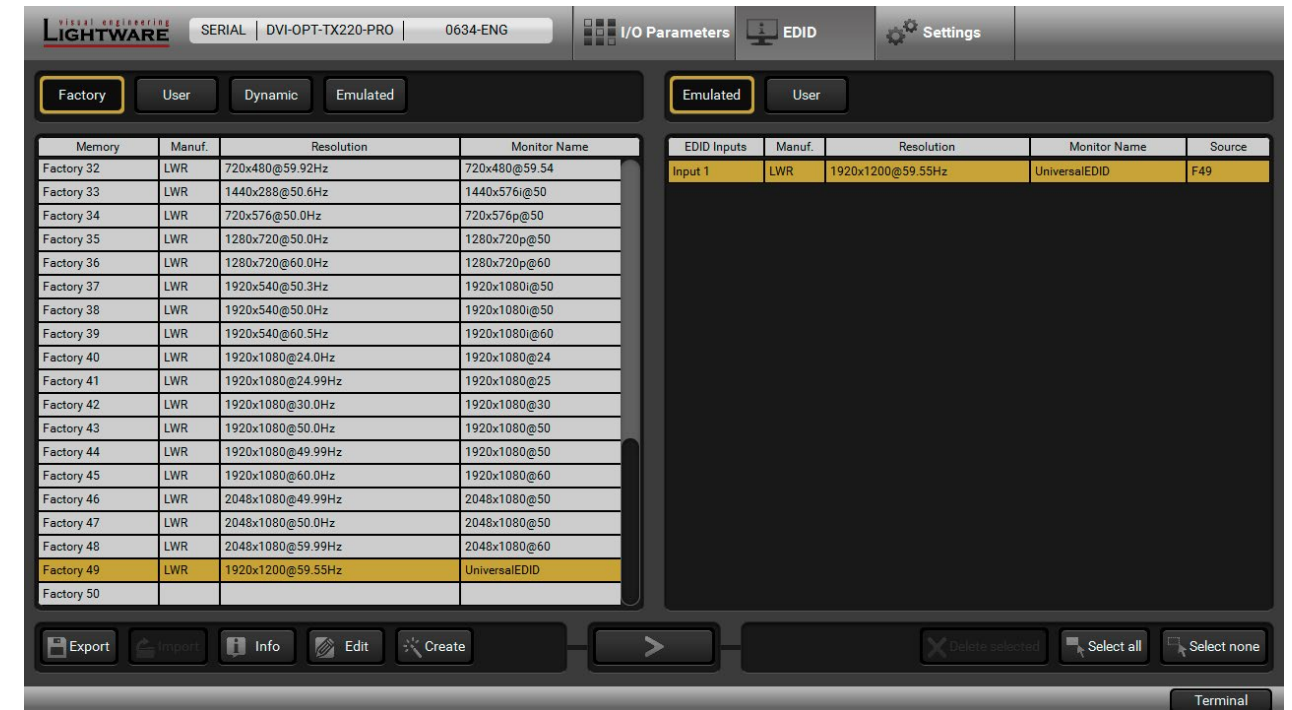 visual engineering
LIGHTWARE SERIAL | DVI-OPT-TX220-PRO | 0634-ENG I/O Parameters EDID Settings
Factory User Dynamic Emulated Emulated User
Memory Manuf. Resolution Monitor Name EDID Inputs Manuf. Resolution Monitor Name Source
Factory 32 LWR 720x480@59.92Hz 720x480@59.54 Input 1 LWR 1920x1200@59.55Hz UniversalEDID F49
Factory 33 LWR 1440x288@50.6Hz 1440x576i@50
Factory 34 LWR 720x576@50.0Hz 720x576p@50
Factory 35 LWR 1280x720@50.0Hz 1280x720p@50
Factory 36 LWR 1280x720@60.0Hz 1280x720p@60
Factory 37 LWR 1920x540@50.3Hz 1920x1080i@50
Factory 38 LWR 1920x540@50.0Hz 1920x1080i@50
Factory 39 LWR 1920x540@60.5Hz 1920x1080i@60
Factory 40 LWR 1920x1080@24.0Hz 1920x1080@24
Factory 41 LWR 1920x1080@24.99Hz 1920x1080@25
Factory 42 LWR 1920x1080@30.0Hz 1920x1080@30
Factory 43 LWR 1920x1080@50.0Hz 1920x1080@50
Factory 44 LWR 1920x1080@49.99Hz 1920x1080@50
Factory 45 LWR 1920x1080@60.0Hz 1920x1080@60
Factory 46 LWR 2048x1080@49.99Hz 2048x1080@50
Factory 47 LWR 2048x1080@50.0Hz 2048x1080@50
Factory 48 LWR 2048x1080@59.99Hz 2048x1080@60
Factory 49 LWR 1920x1200@59.55Hz UniversalEDID
Factory 50
Export Import Info Edit Create > Delete selected Select all Select none
Terminal